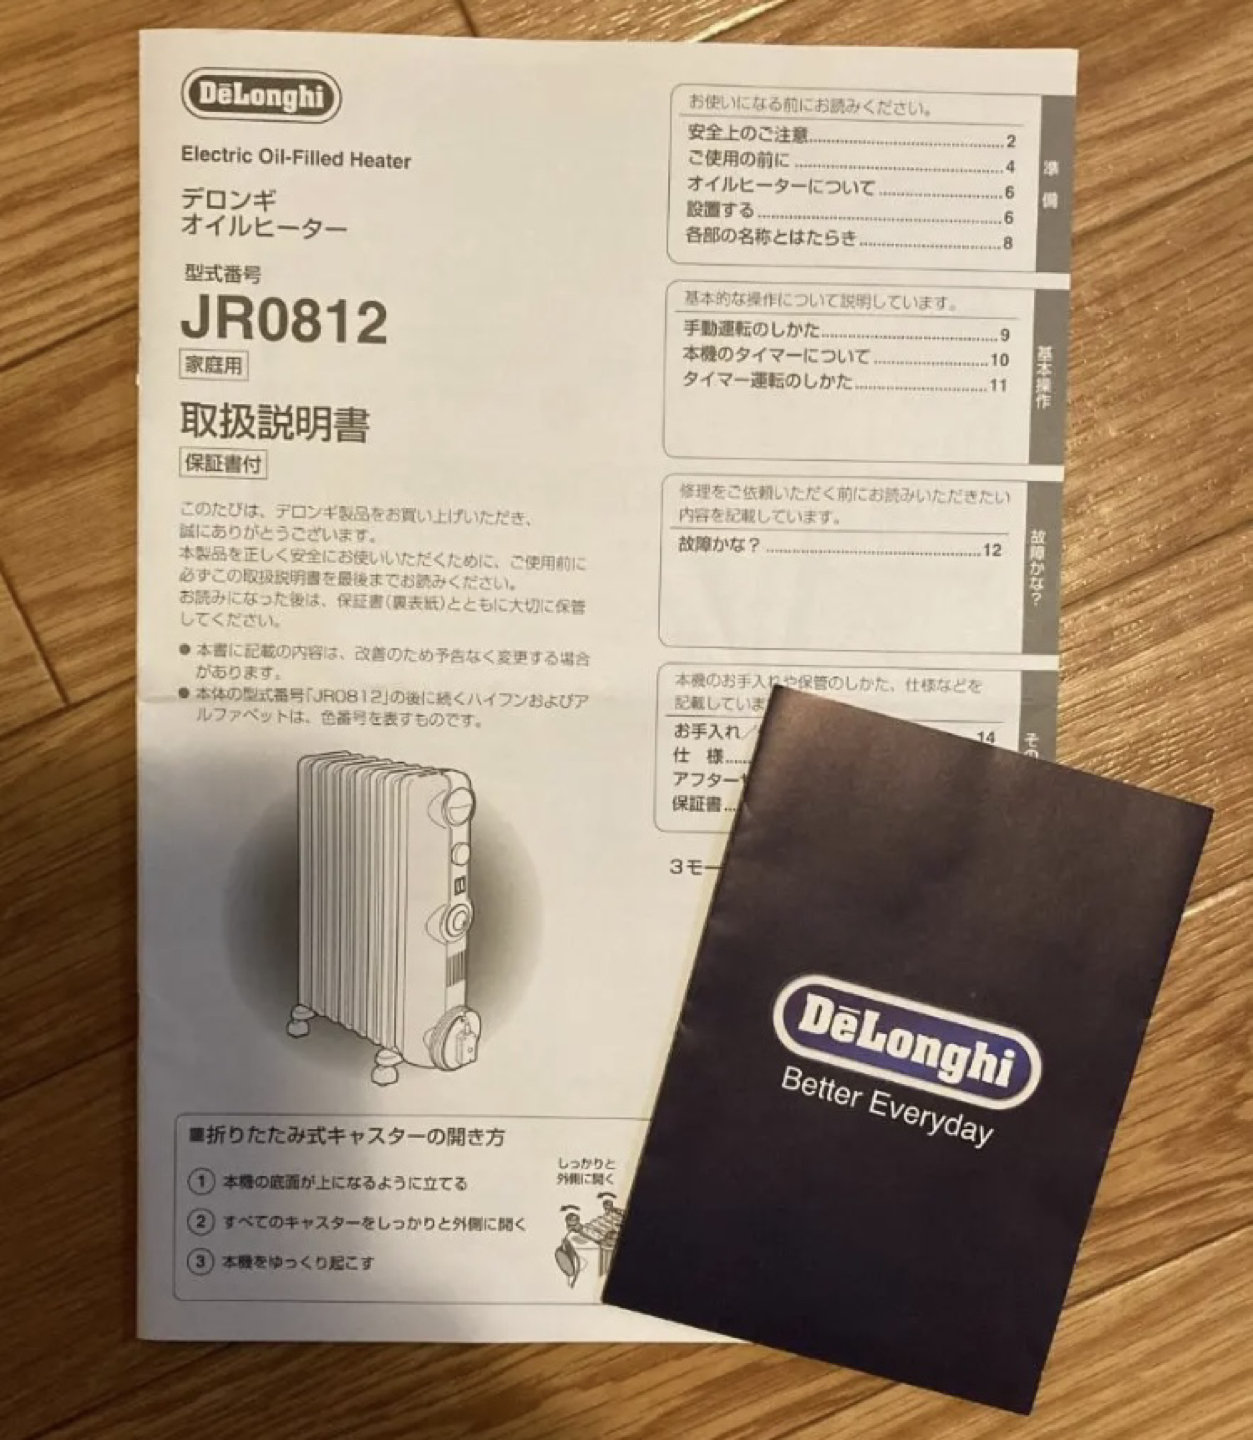 DēLonghi
Electric Oil-Filled Heater
デロンギ
オイルヒーター
型式番号
JR0812
家庭用
取扱説明書
保証書付
このたびは、デロンギ製品をお買い上げいただき、
誠にありがとうございます。
本製品を正しく安全にお使いいただくために、ご使用前に
必ずこの取扱説明書を最後までお読みください。
お読みになった後は、保証書(裏表紙)とともに大切に保管
してください。
● 本書に記載の内容は、改善のため予告なく変更する場合
があります。
● 本体の型式番号「JR0812」の後に続くハイフンおよびア
ルファベットは、色番号を表すものです。
■折りたたみ式キャスターの開き方
① 本機の底面が上になるように立てる
② すべてのキャスターをしっかりと外側に開く
③ 本機をゆっくり起こす
しっかりと
外側に開く
お使いになる前にお読みください。
安全上のご注意 2
ご使用の前に 4
オイルヒーターについて 6
設置する 6
各部の名称とはたらき 8
準備
基本的な操作について説明しています。
手動運転のしかた 9
本機のタイマーについて 10
タイマー運転のしかた 11
基本操作
修理をご依頼いただく前にお読みいただきたい
内容を記載しています。
故障かな? 12
故障かな?
本機のお手入れや保管のしかた、仕様などを
記載していま
お手入れ/ 14
仕 様
アフターサ
保証書
その
3モー
DēLonghi
Better Everyday